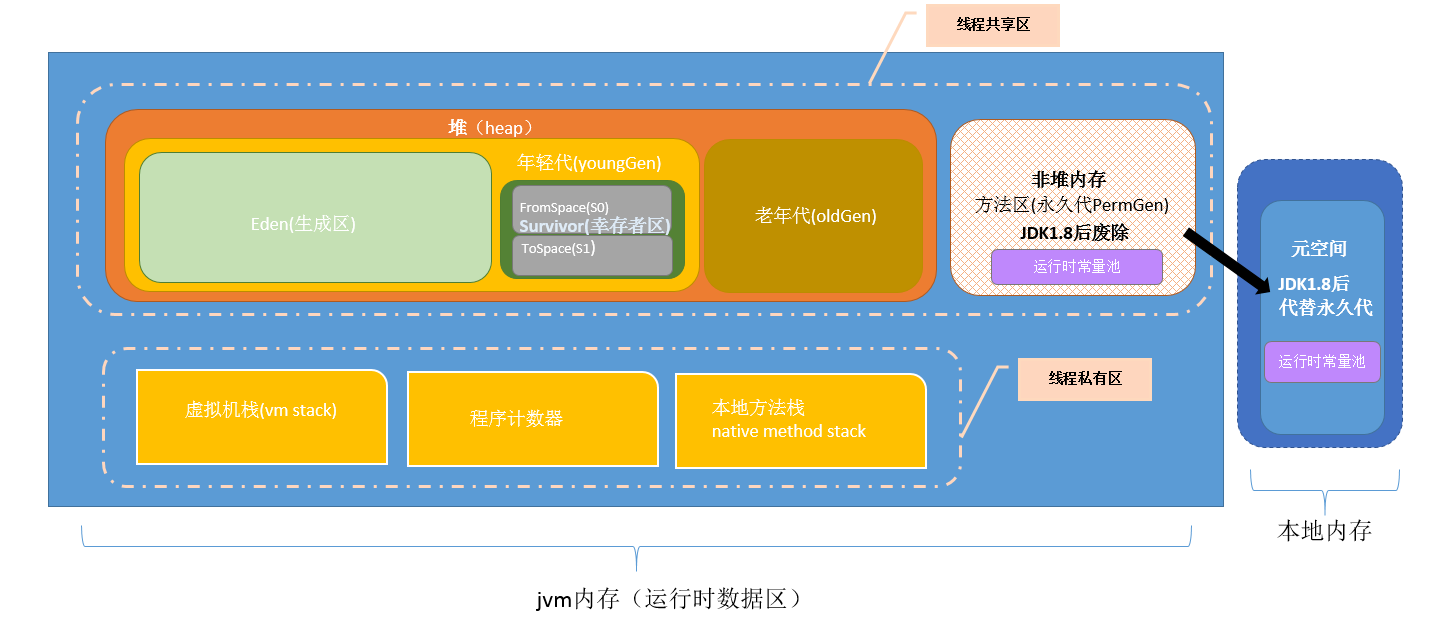 线程共享区
堆（heap）
年轻代(youngGen)
Eden(生成区)
FromSpace(S0)
Survivor(幸存者区)
ToSpace(S1)
老年代(oldGen)
非堆内存
方法区(永久代PermGen)
JDK1.8后废除
运行时常量池
元空间
JDK1.8后
代替永久代
运行时常量池
线程私有区
虚拟机栈(vm stack)
程序计数器
本地方法栈
native method stack
本地内存
jvm内存（运行时数据区）